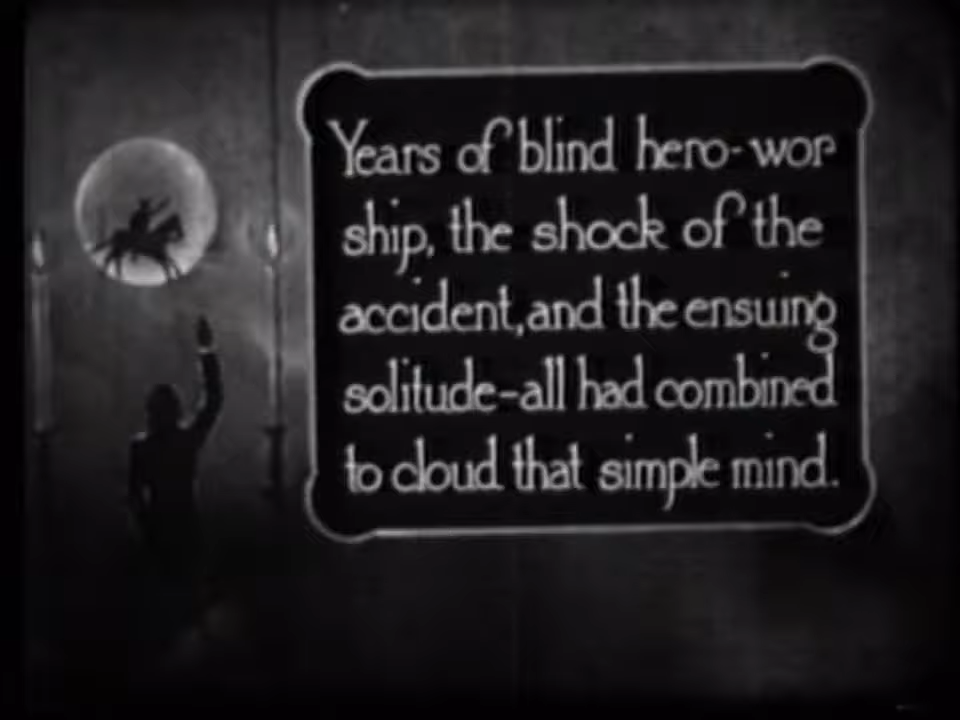 Years of blind hero-wor
ship, the shock of the
accident, and the ensuing
solitude-all had combined
to cloud that simple mind.